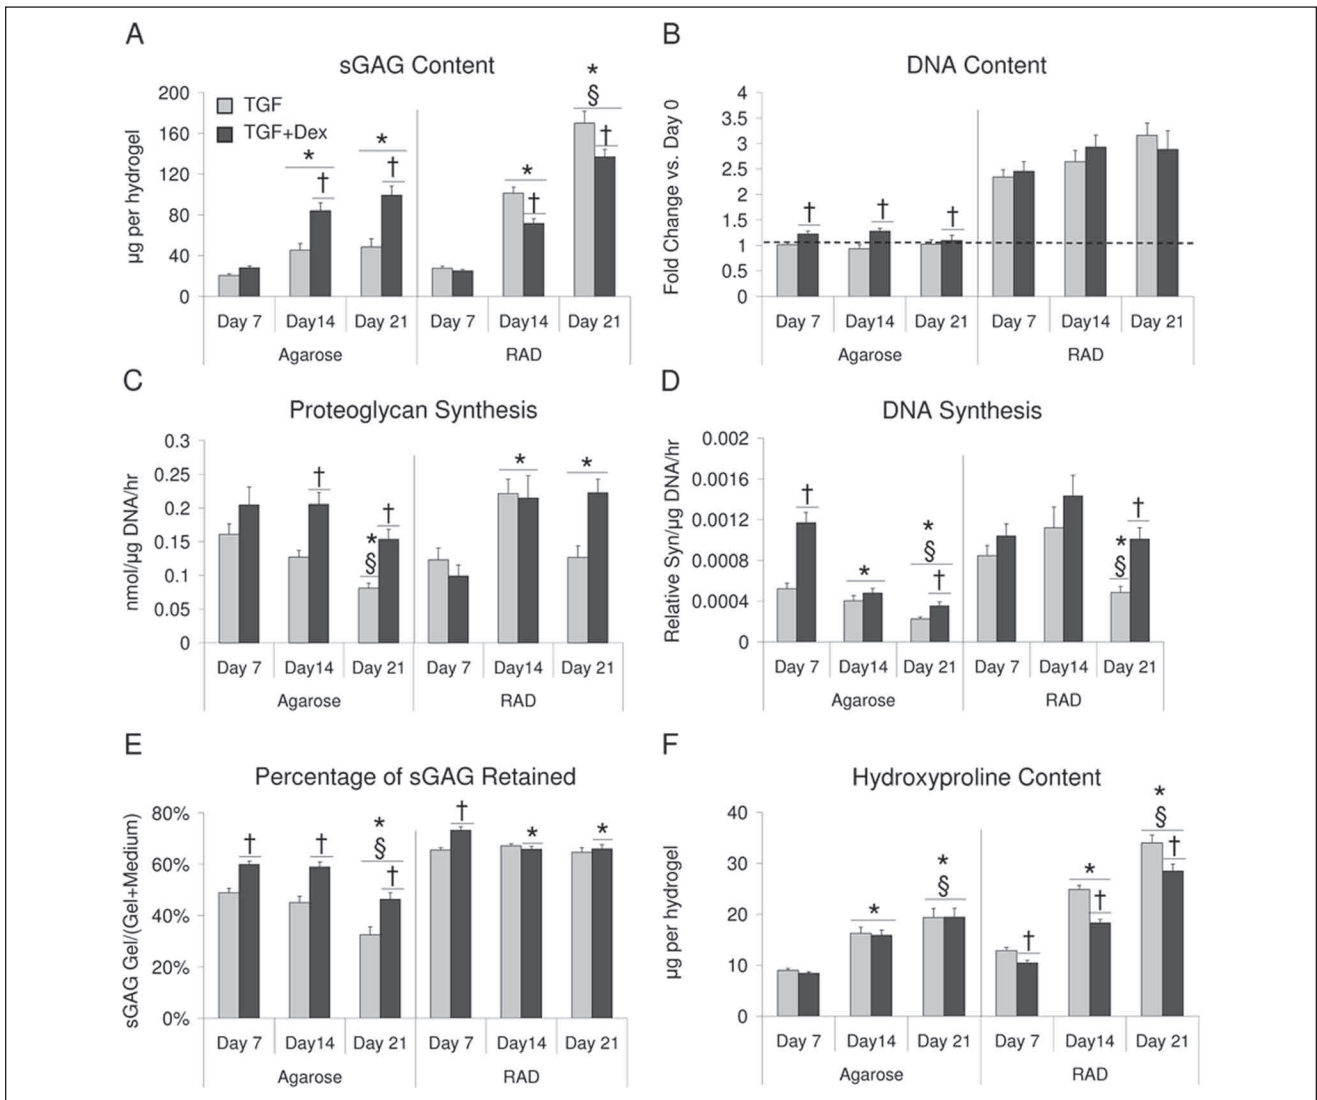 A
sGAG Content
µg per hydrogel
200
160
120
80
40
0
TGF
TGF+Dex
*
†
*
†
*
†
*
§
†
Day 7 Day14 Day 21 Day 7 Day14 Day 21
Agarose RAD
B
DNA Content
Fold Change vs. Day 0
4
3.5
3
2.5
2
1.5
1
0.5
0
† † †
Day 7 Day14 Day 21 Day 7 Day14 Day 21
Agarose RAD
C
Proteoglycan Synthesis
nmol/µg DNA/hr
0.3
0.25
0.2
0.15
0.1
0.05
0
†
*
§
†
* *
Day 7 Day14 Day 21 Day 7 Day14 Day 21
Agarose RAD
D
DNA Synthesis
Relative Syn/µg DNA/hr
0.002
0.0016
0.0012
0.0008
0.0004
0
†
*
*
§
†
*
§
†
Day 7 Day14 Day 21 Day 7 Day14 Day 21
Agarose RAD
E
Percentage of sGAG Retained
sGAG Gel/(Gel+Medium)
80%
60%
40%
20%
0%
† †
*
§
†
†
* *
Day 7 Day14 Day 21 Day 7 Day14 Day 21
Agarose RAD
F
Hydroxyproline Content
µg per hydrogel
40
30
20
10
0
*
*
§
†
*
†
*
§
†
Day 7 Day14 Day 21 Day 7 Day14 Day 21
Agarose RAD